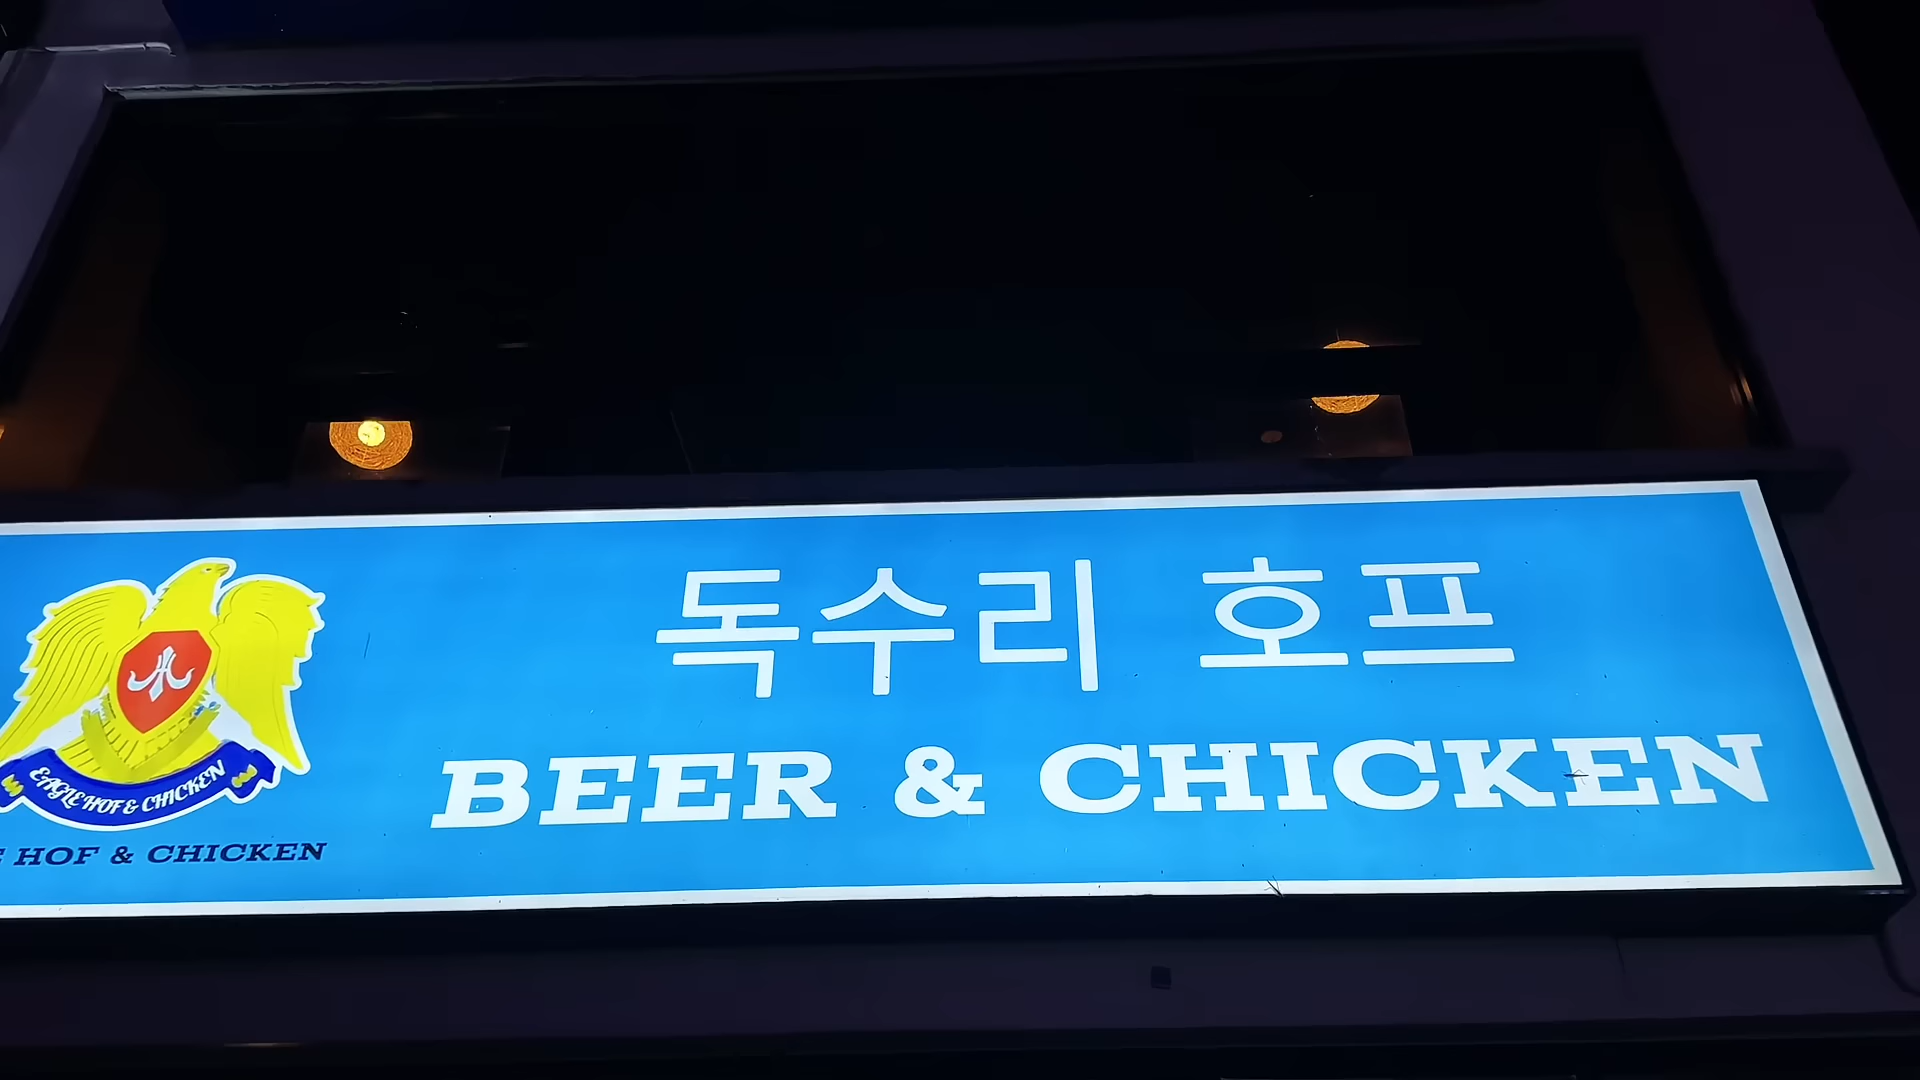 독수리 호프
BEER & CHICKEN
EAGLE HOF & CHICKEN
HOF & CHICKEN